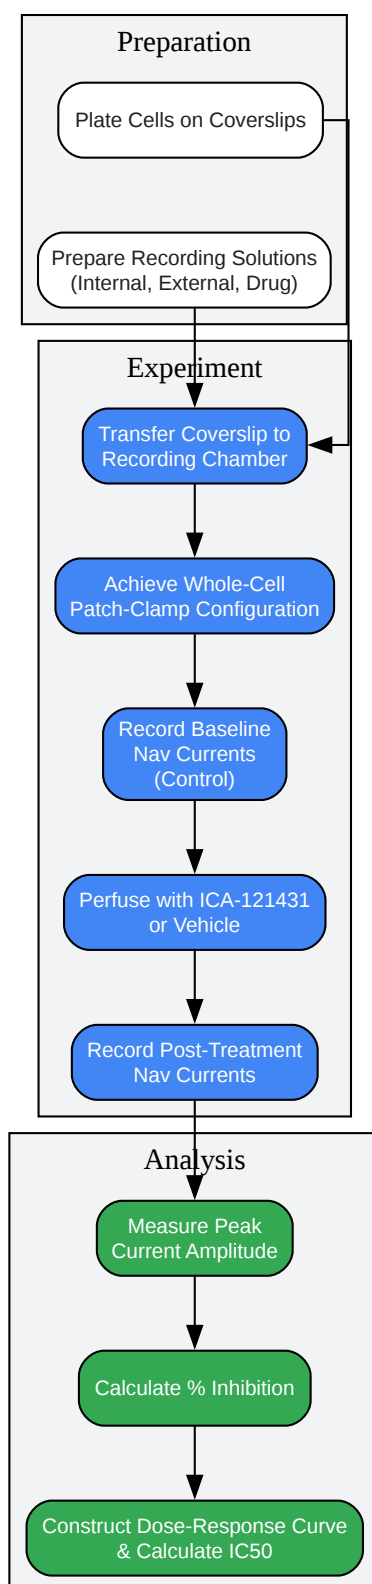 Preparation
Plate Cells on Coverslips
Prepare Recording Solutions
(Internal, External, Drug)
Experiment
Transfer Coverslip to
Recording Chamber
Achieve Whole-Cell
Patch-Clamp Configuration
Record Baseline
Nav Currents
(Control)
Perfuse with ICA-121431
or Vehicle
Record Post-Treatment
Nav Currents
Analysis
Measure Peak
Current Amplitude
Calculate % Inhibition
Construct Dose-Response Curve
& Calculate IC50